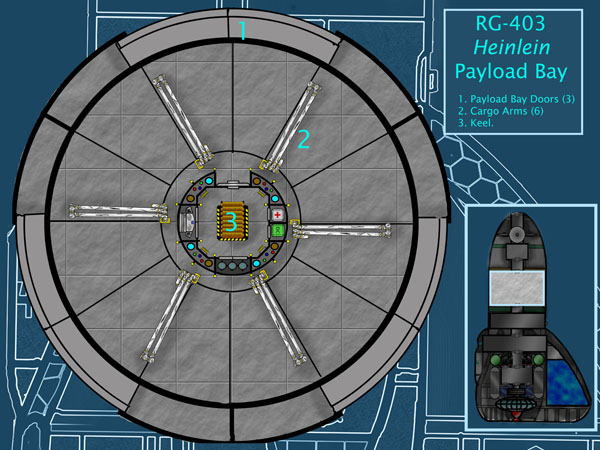 RG-403
Heinlein
Payload Bay
1. Payload Bay Doors (3)
2. Cargo Arms (6)
3. Keel.
1
2
3